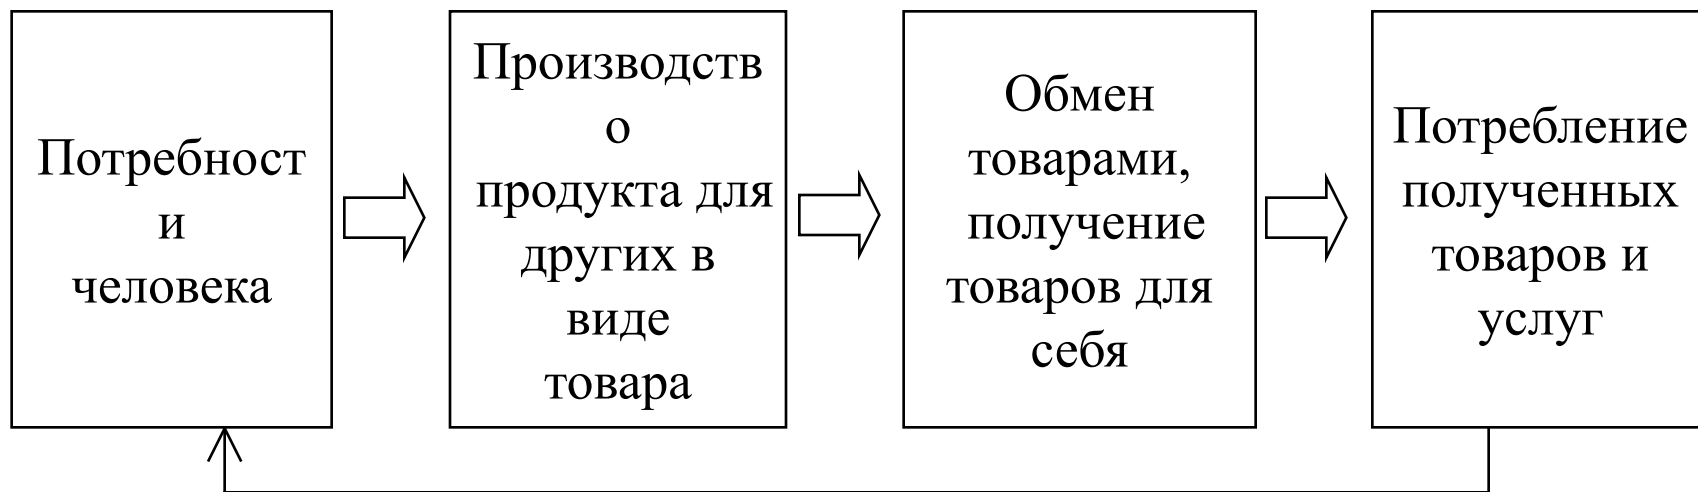 Потребност
и
человека
Производств
о
продукта для
других в
виде
товара
Обмен
товарами,
получение
товаров для
себя
Потребление
полученных
товаров и
услуг